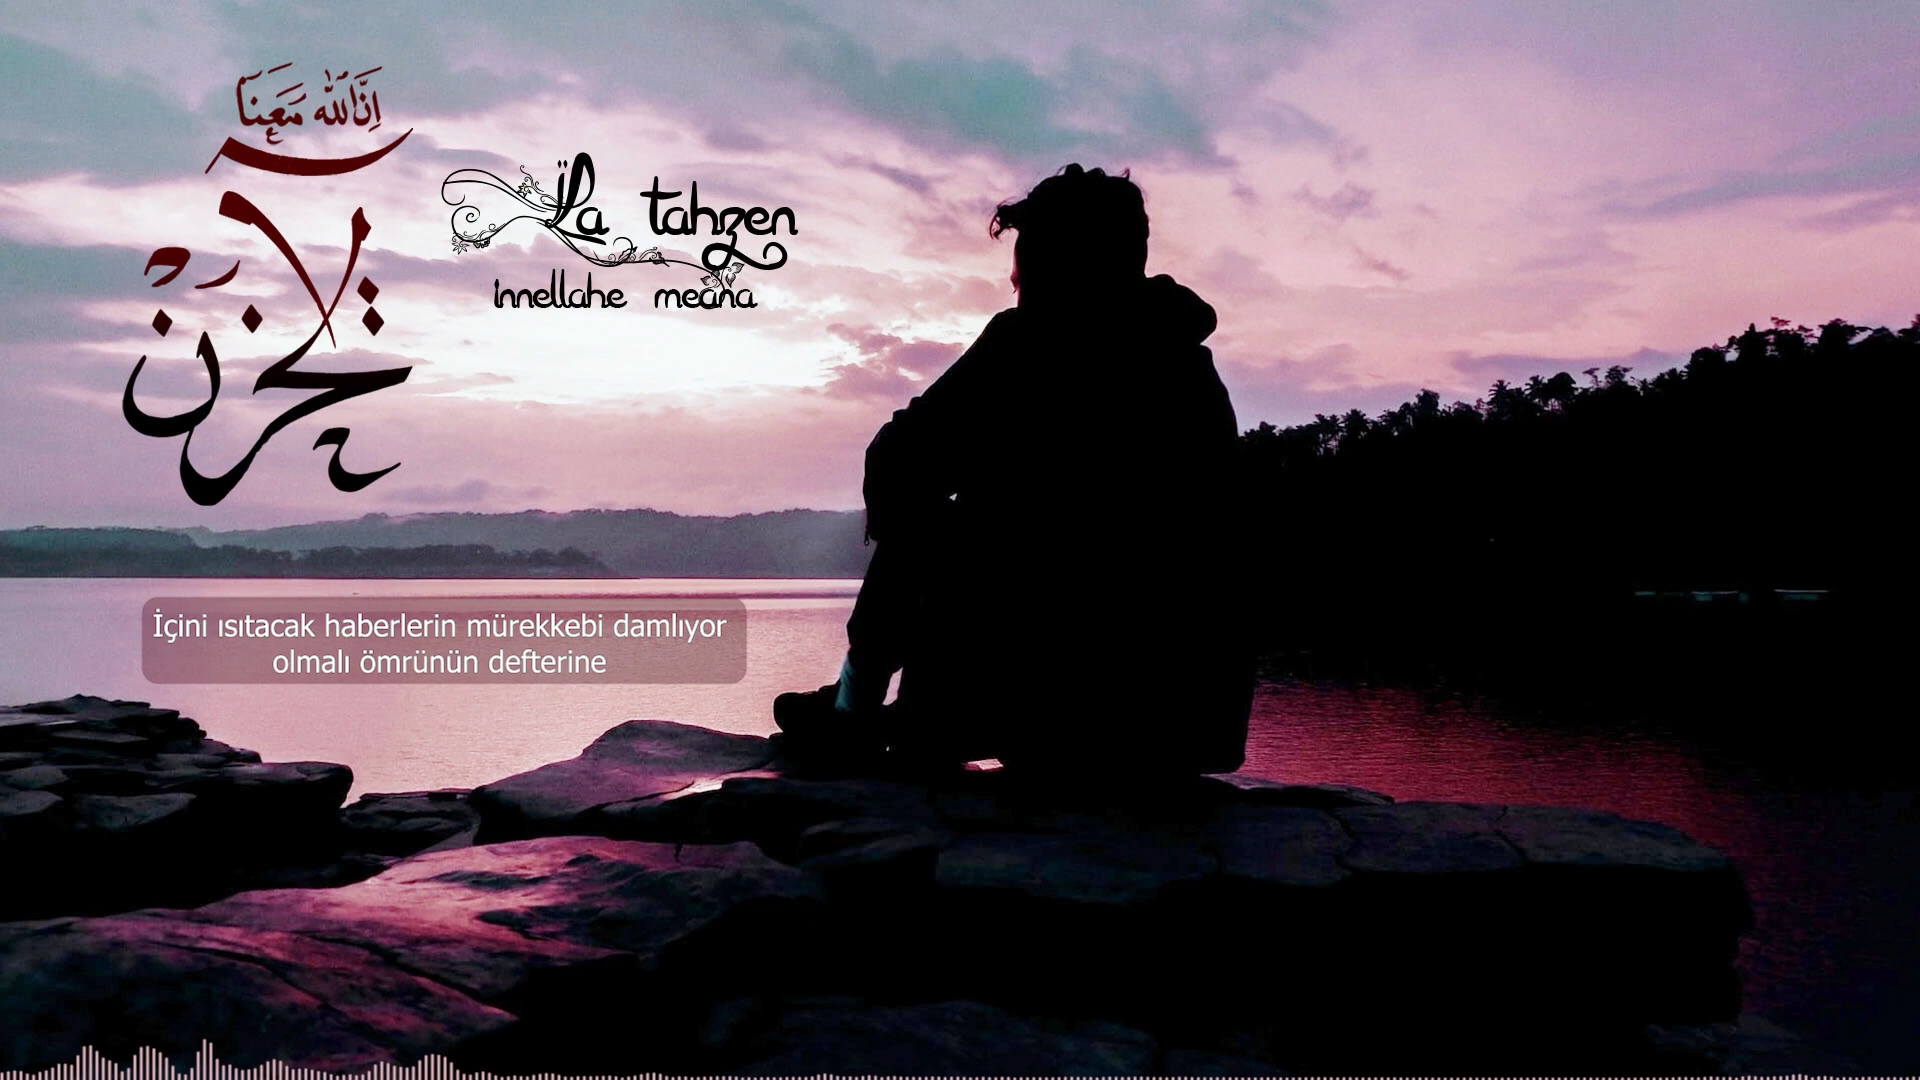 اِنَّ اللّٰهَ مَعَنَا
لَا تَحْزَنْ
La tahzen
innellahe meana
İçini ısıtacak haberlerin mürekkebi damlıyor
olmalı ömrünün defterine